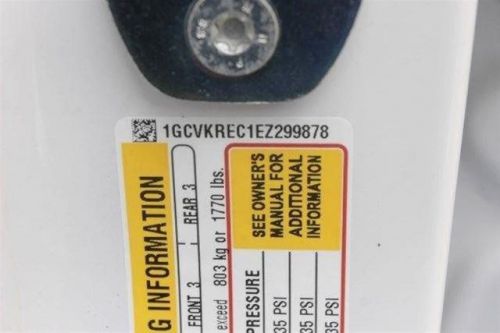 1GCVKREC1EZ299878
SEE OWNER'S
MANUAL FOR
ADDITIONAL
INFORMATION
INFORMATION
FRONT 3
REAR 3
exceed 803 kg or 1770 lbs.
PRESSURE
35 PSI
35 PSI
35 PSI